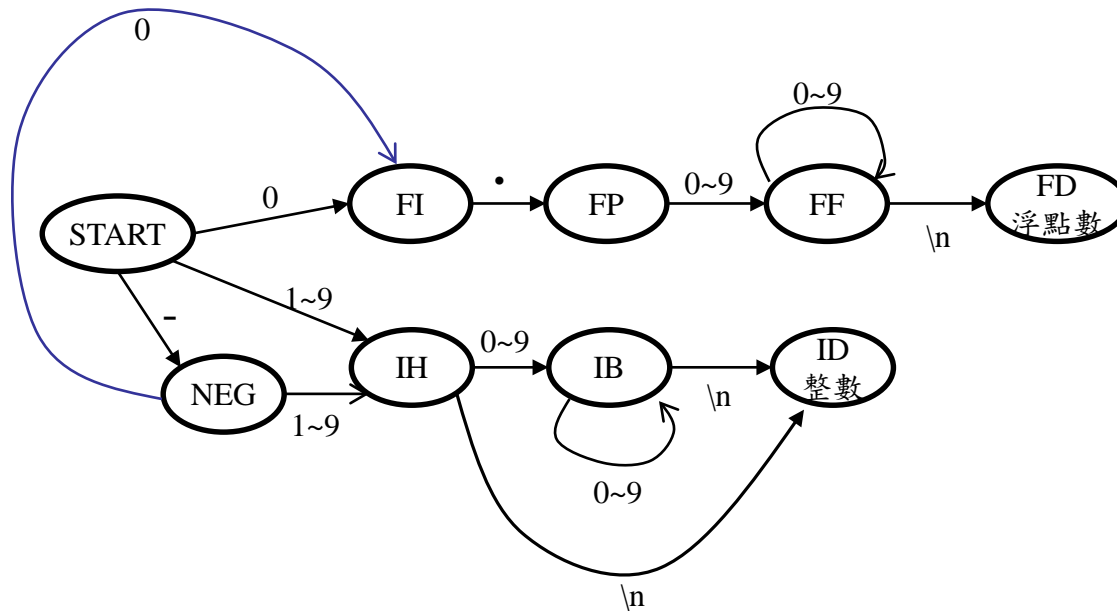 0
0~9
START
0
FI
.
FP
0~9
FF
\n
FD
浮點數
-
1~9
NEG
1~9
IH
0~9
IB
0~9
\n
ID
整數
\n